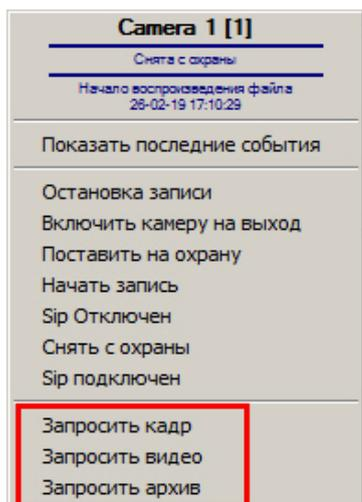 Camera 1 [1]
Снята с охраны
Начало воспроизведения файла
26-02-19 17:10:29
Показать последние события
Остановка записи
Включить камеру на выход
Поставить на охрану
Начать запись
Sip Отключен
Снять с охраны
Sip подключен
Запросить кадр
Запросить видео
Запросить архив